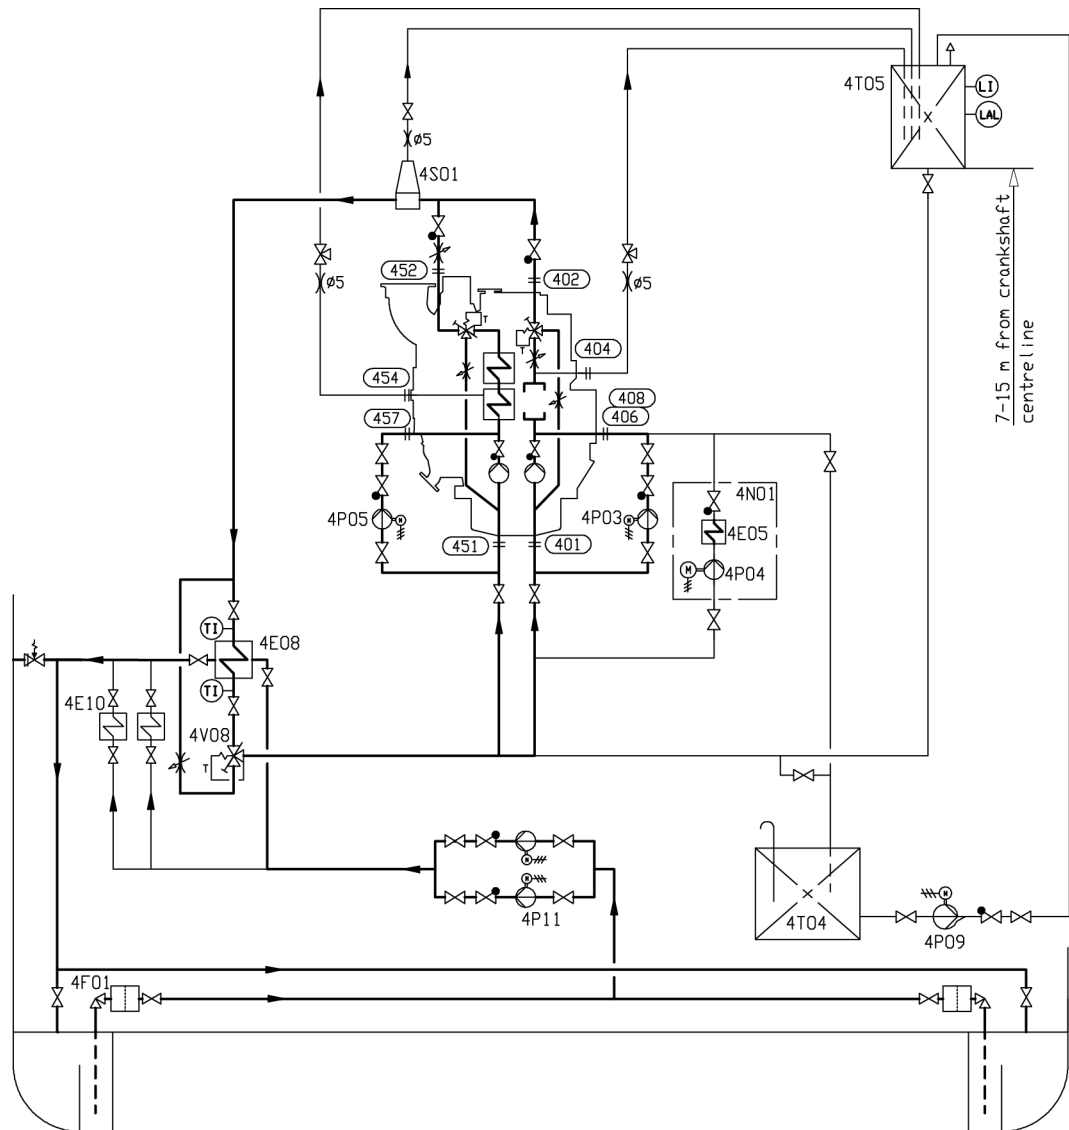 4T05
LI
LAL
ø5
4S01
7-15 m from crankshaft
centreline
452
402
ø5
ø5
T
T
404
454
408
457
406
4N01
4P05
M
M
4P03
4E05
451
401
M
4P04
TI
4E08
TI
4E10
4V08
T
M
M
4P11
4T04
M
4P09
4F01